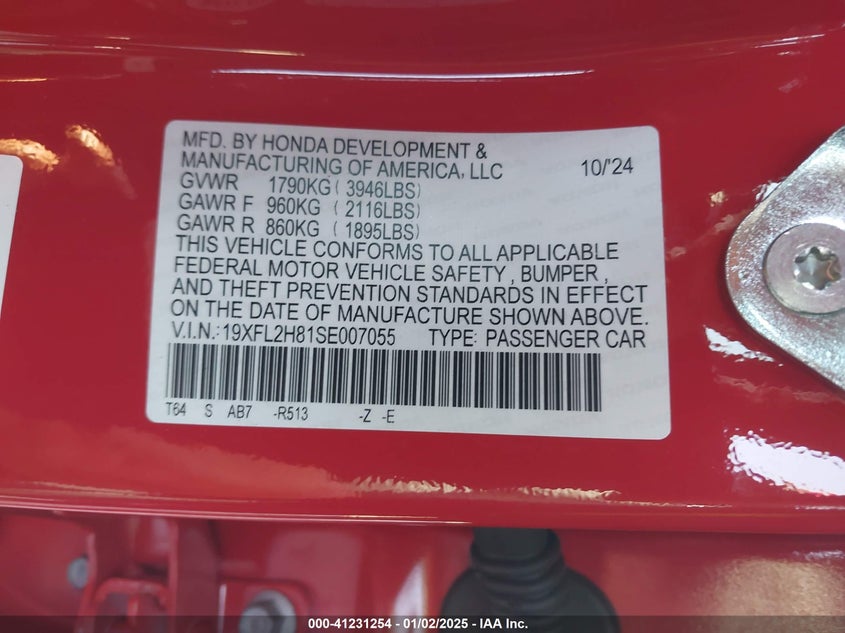 MFD. BY HONDA DEVELOPMENT &
MANUFACTURING OF AMERICA, LLC 10/'24
GVWR 1790KG ( 3946LBS)
GAWR F 960KG ( 2116LBS)
GAWR R 860KG ( 1895LBS)
THIS VEHICLE CONFORMS TO ALL APPLICABLE
FEDERAL MOTOR VEHICLE SAFETY, BUMPER,
AND THEFT PREVENTION STANDARDS IN EFFECT
ON THE DATE OF MANUFACTURE SHOWN ABOVE.
V.I.N.:19XFL2H81SE007055 TYPE: PASSENGER CAR
T64 S AB7 -R513 -Z -E
000-41231254 - 01/02/2025 - © IAA Inc.